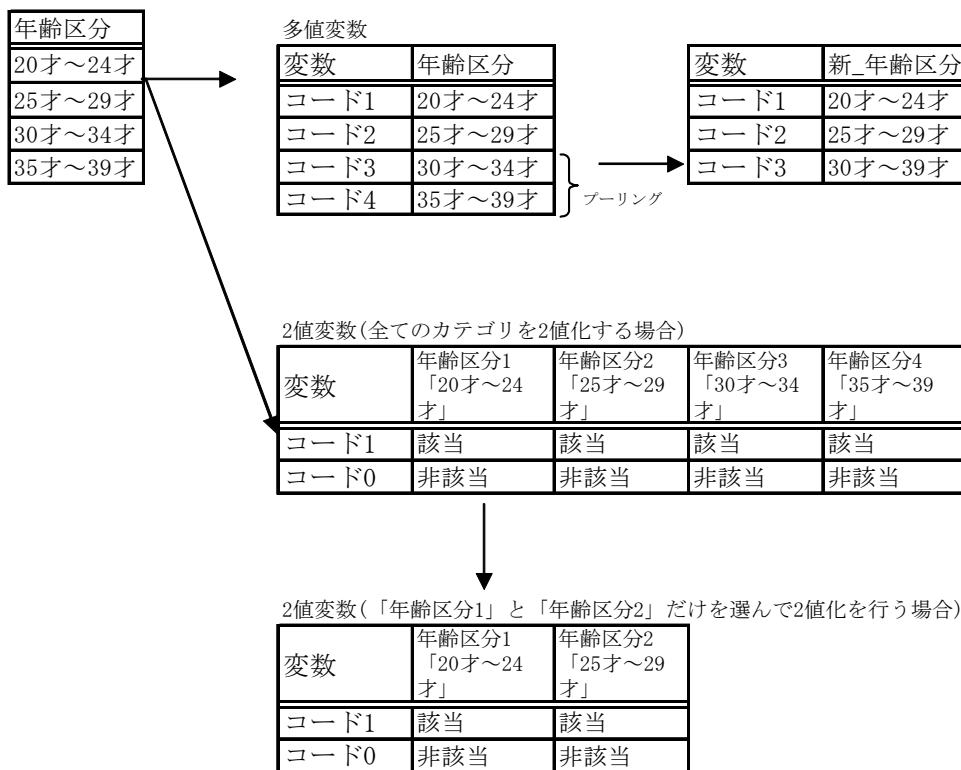 年齢区分
20才～24才
25才～29才
30才～34才
35才～39才
多値変数
変数 年齢区分
コード1 20才～24才
コード2 25才～29才
コード3 30才～34才
コード4 35才～39才
プーリング
変数 新_年齢区分
コード1 20才～24才
コード2 25才～29才
コード3 30才～39才
2値変数(全てのカテゴリを2値化する場合)
変数
年齢区分1
「20才～24
才」
年齢区分2
「25才～29
才」
年齢区分3
「30才～34
才」
年齢区分4
「35才～39
才」
コード1 該当 該当 該当 該当
コード0 非該当 非該当 非該当 非該当
2値変数(「年齢区分1」と「年齢区分2」だけを選んで2値化を行う場合)
変数
年齢区分1
「20才～24
才」
年齢区分2
「25才～29
才」
コード1 該当 該当
コード0 非該当 非該当